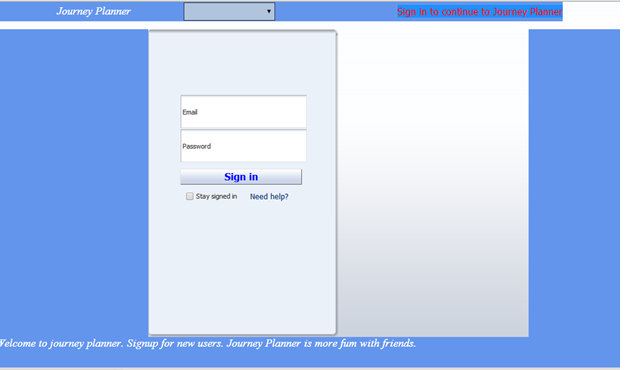 Journey Planner
Sign in to continue to Journey Planner
Email
Password
Sign in
Stay signed in Need help?
Welcome to journey planner. Signup for new users. Journey Planner is more fum with friends.